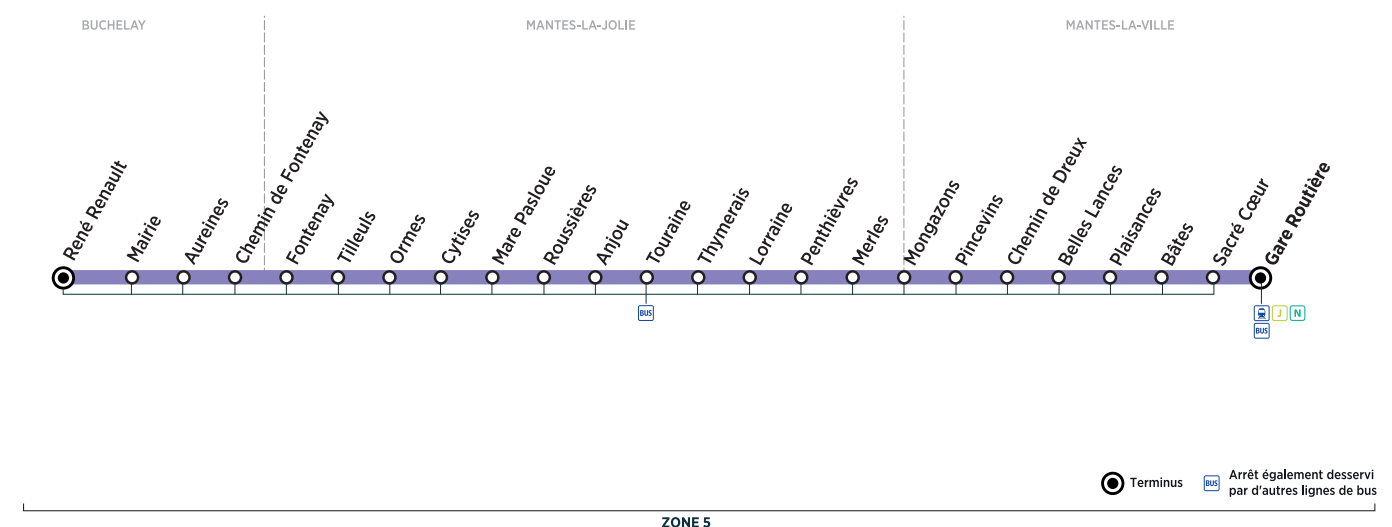 BUCHELAY
MANTES-LA-JOLIE
MANTES-LA-VILLE
René Renault
Mairie
Aureines
Chemin de Fontenay
Fontenay
Tilleuls
Ormes
Cytises
Mare Pasloue
Roussières
Anjou
Touraine
Thymerais
Lorraine
Penthièvres
Merles
Mongazons
Pincevins
Chemin de Dreux
Belles Lances
Plaisances
Bâtes
Sacré Cœur
Gare Routière
BUS
J N
BUS
Terminus
BUS
Arrêt également desservi
par d'autres lignes de bus
ZONE 5